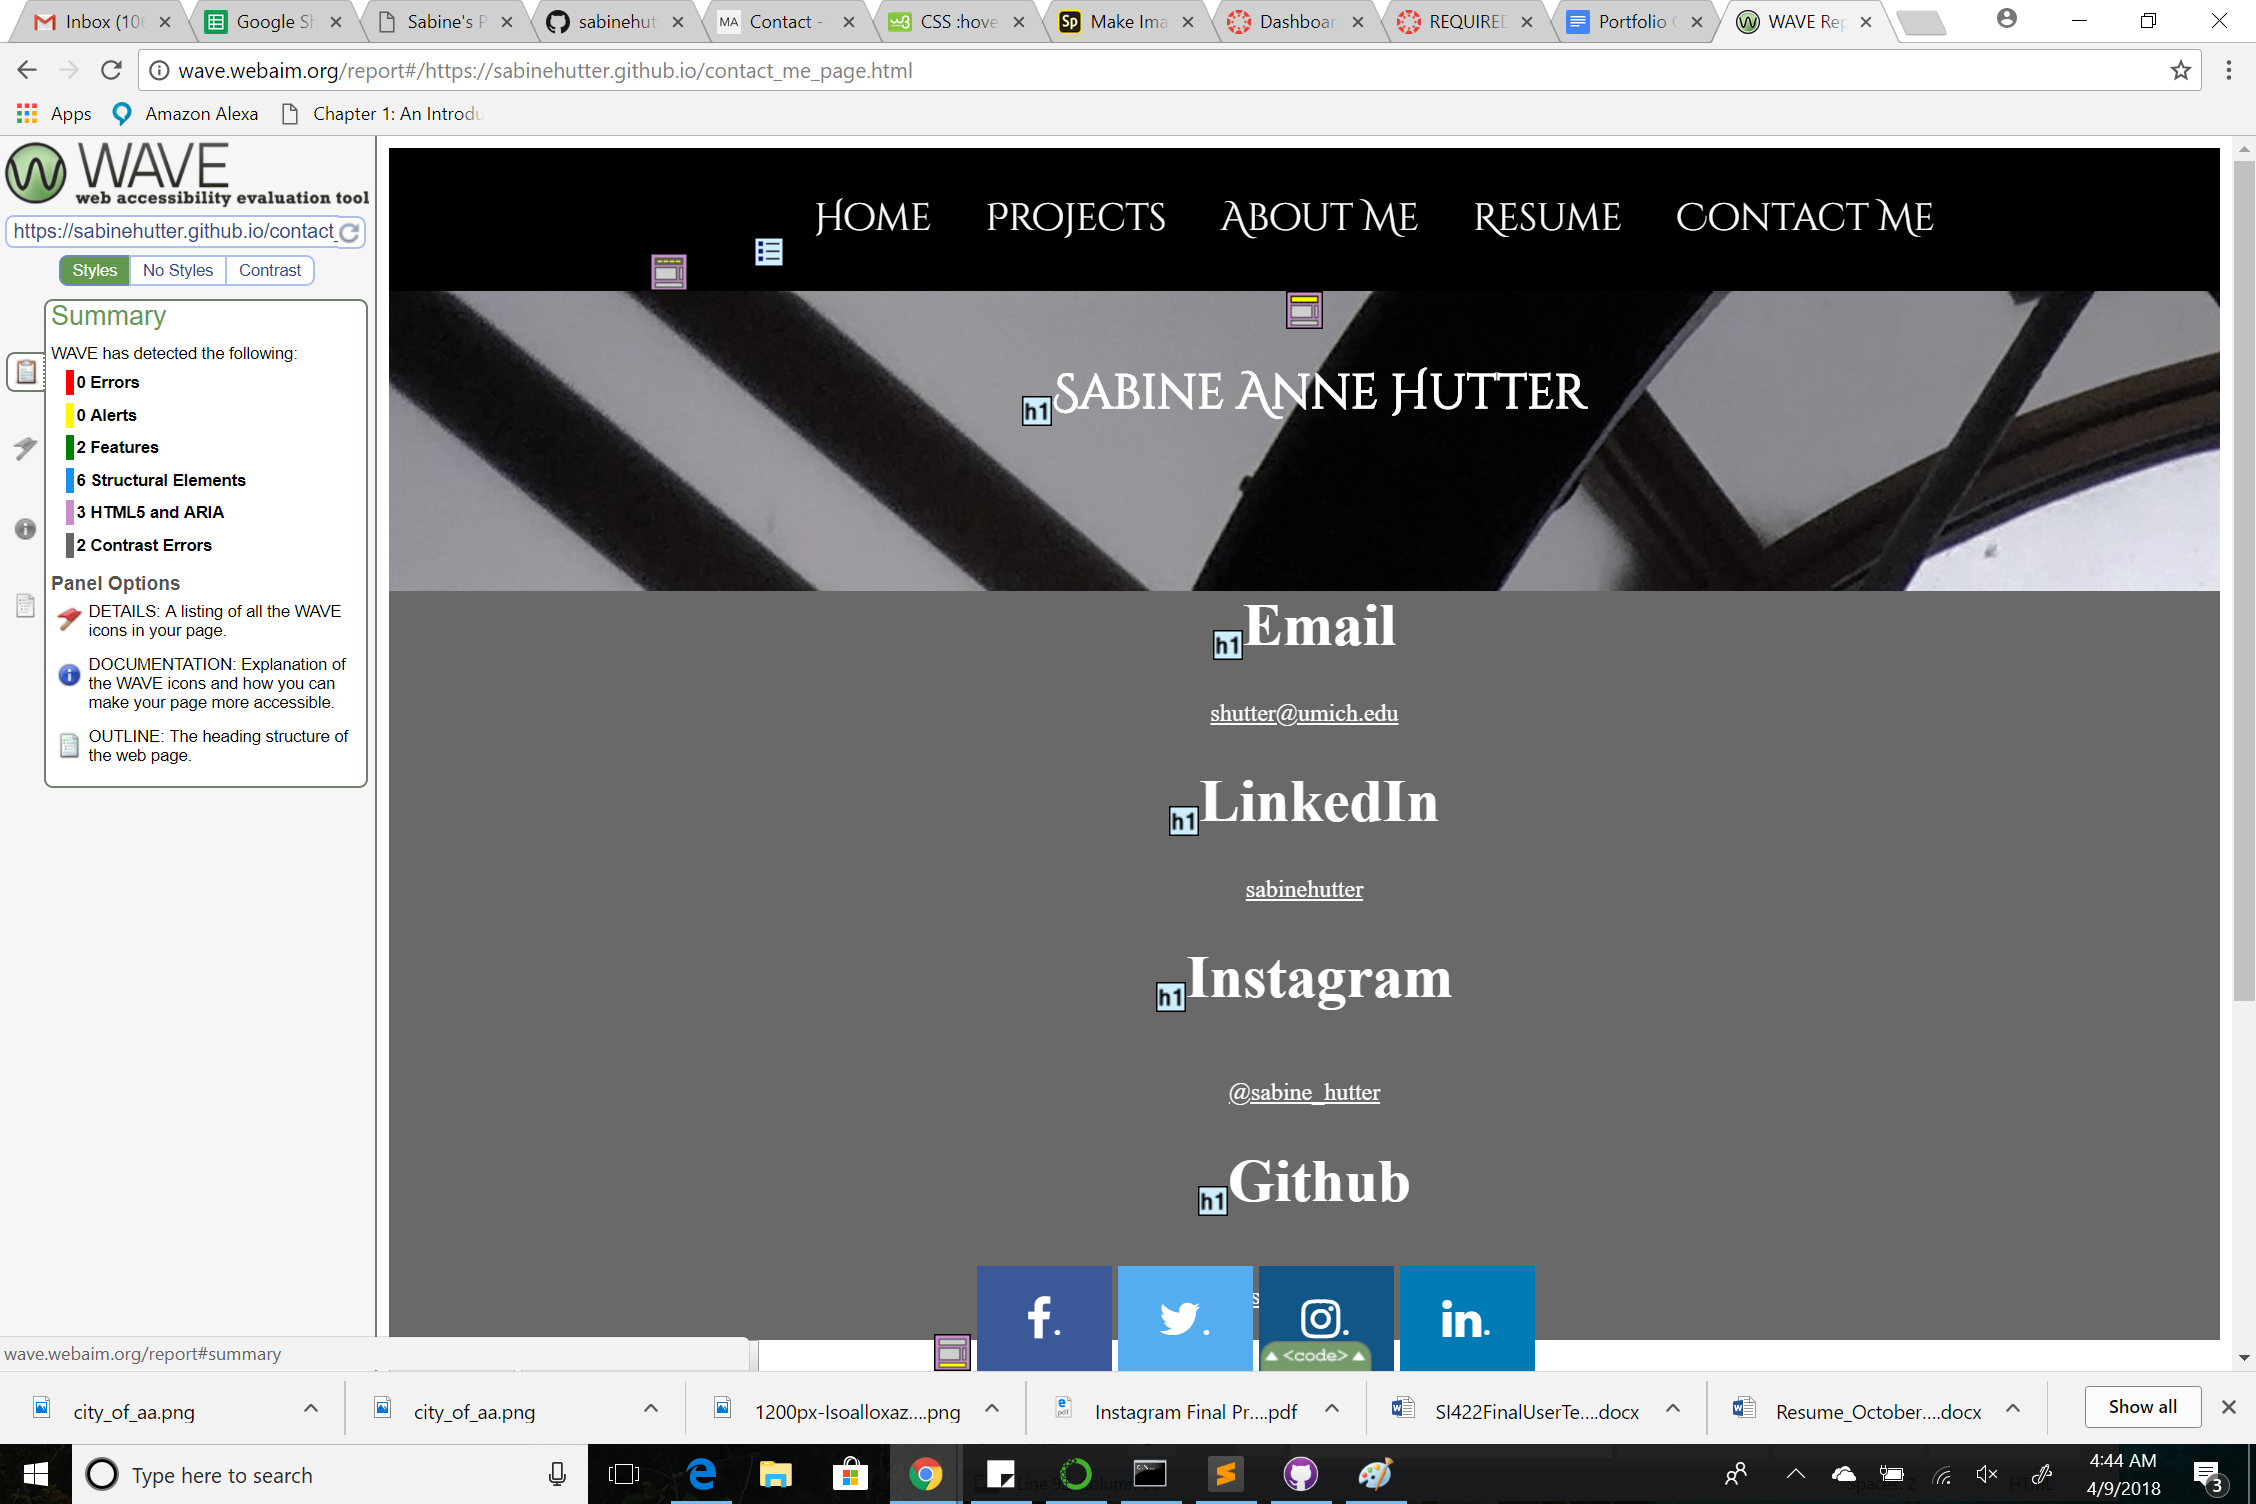 Inbox (106
Google Sh
Sabine's P
sabinehut
Contact -
CSS :hove
Make Ima
Dashboar
REQUIRED
Portfolio
WAVE Rep
wave.webaim.org/report#/https://sabinehutter.github.io/contact_me_page.html
Apps
Amazon Alexa
Chapter 1: An Introdu
WAVE
web accessibility evaluation tool
https://sabinehutter.github.io/contact_
Styles
No Styles
Contrast
Summary
WAVE has detected the following:
0 Errors
0 Alerts
2 Features
6 Structural Elements
3 HTML5 and ARIA
2 Contrast Errors
Panel Options
DETAILS: A listing of all the WAVE
icons in your page.
DOCUMENTATION: Explanation of
the WAVE icons and how you can
make your page more accessible.
OUTLINE: The heading structure of
the web page.
Home Projects About Me Resume Contact Me
h1 Sabine Anne Hutter
h1 Email
shutter@umich.edu
h1 LinkedIn
sabinehutter
h1 Instagram
@sabine_hutter
h1 Github
s
f.
.
.
in.
<code>
wave.webaim.org/report#summary
city_of_aa.png
city_of_aa.png
1200px-Isoalloxaz....png
Instagram Final Pr....pdf
SI422FinalUserTe....docx
Resume_October....docx
Show all
Type here to search
4:44 AM
4/9/2018
3